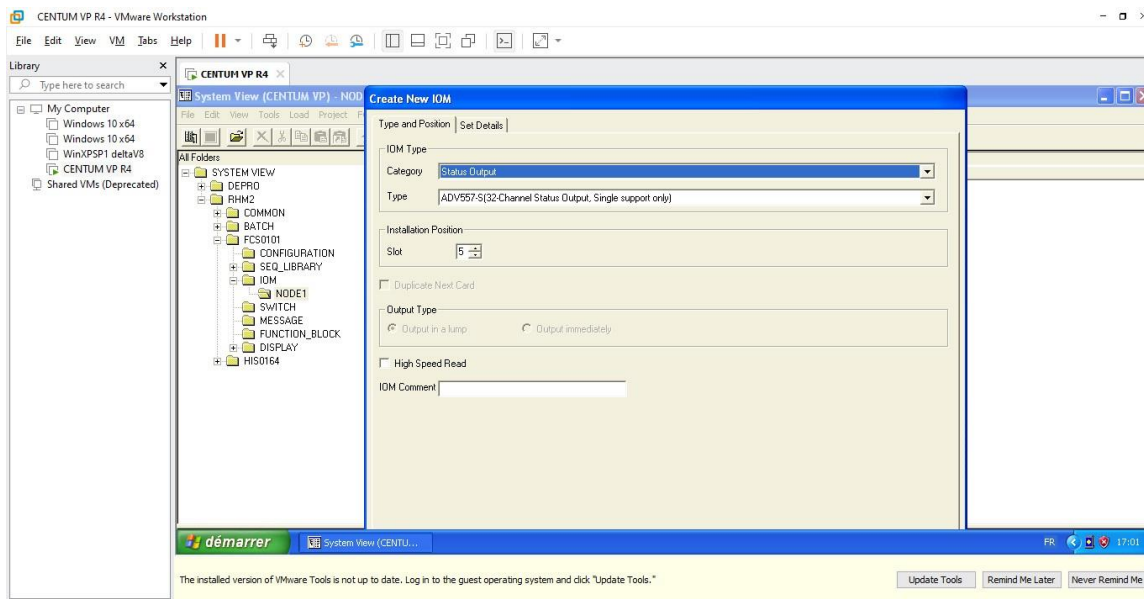 CENTUM VP R4 - VMware Workstation
File Edit View VM Tabs Help
Library
Type here to search
My Computer
Windows 10 x64
Windows 10 x64
WinXPSP1 deltaV8
CENTUM VP R4
Shared VMs (Deprecated)
CENTUM VP R4
System View (CENTUM VP) - NOD
File Edit View Tools Load Project F
All Folders
SYSTEM VIEW
DEPRO
RHM2
COMMON
BATCH
FCS0101
CONFIGURATION
SEQ_LIBRARY
IOM
NODE1
SWITCH
MESSAGE
FUNCTION_BLOCK
DISPLAY
HIS0164
Create New IOM
Type and Position Set Details
IOM Type
Category Status Output
Type ADV557-S(32-Channel Status Output, Single support only)
Installation Position
Slot 5
Duplicate Next Card
Output Type
Output in a lump Output immediately
High Speed Read
IOM Comment
démarrer System View (CENTU... FR 17:01
The installed version of VMware Tools is not up to date. Log in to the guest operating system and click "Update Tools." Update Tools Remind Me Later Never Remind Me